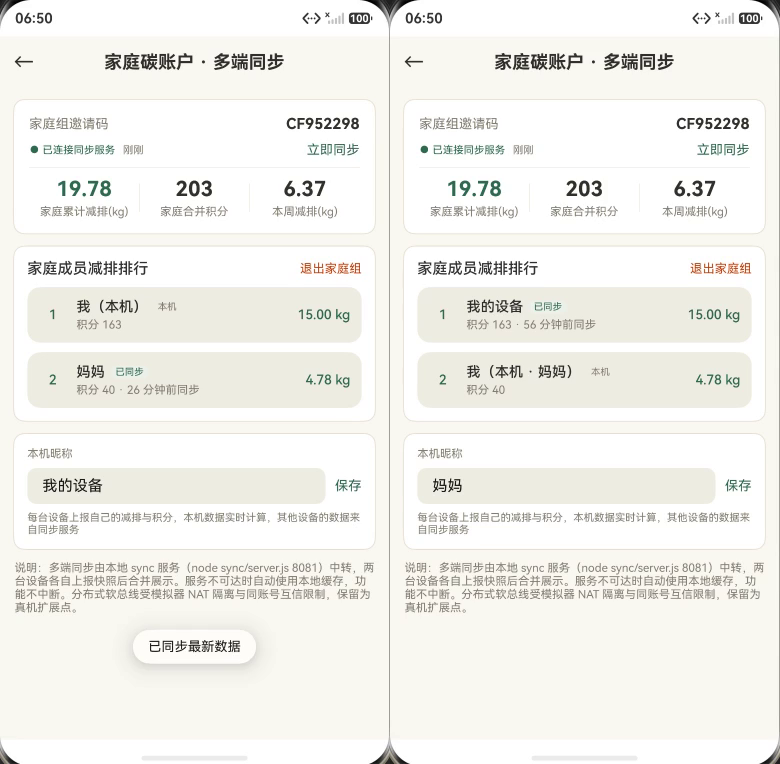 06:50
100
家庭碳账户 · 多端同步
家庭组邀请码
CF952298
已连接同步服务 刚刚
立即同步
19.78
203
6.37
家庭累计减排(kg)
家庭合并积分
本周减排(kg)
家庭成员减排排行
退出家庭组
1
我（本机） 本机
积分 163
15.00 kg
2
妈妈 已同步
积分 40 · 26 分钟前同步
4.78 kg
本机昵称
我的设备
保存
每台设备上报自己的减排与积分，本机数据实时计算，其他设备的数据来
自同步服务
说明：多端同步由本地 sync 服务（node sync/server.js 8081）中转，两
台设备各自上报快照后合并展示。服务不可达时自动使用本地缓存，功
能不中断。分布式软总线受模拟器 NAT 隔离与同账号互信限制，保留为
真机扩展点。
已同步最新数据
06:50
100
家庭碳账户 · 多端同步
家庭组邀请码
CF952298
已连接同步服务 刚刚
立即同步
19.78
203
6.37
家庭累计减排(kg)
家庭合并积分
本周减排(kg)
家庭成员减排排行
退出家庭组
1
我的设备 已同步
积分 163 · 56 分钟前同步
15.00 kg
2
我（本机 · 妈妈） 本机
积分 40
4.78 kg
本机昵称
妈妈
保存
每台设备上报自己的减排与积分，本机数据实时计算，其他设备的数据来
自同步服务
说明：多端同步由本地 sync 服务（node sync/server.js 8081）中转，两
台设备各自上报快照后合并展示。服务不可达时自动使用本地缓存，功
能不中断。分布式软总线受模拟器 NAT 隔离与同账号互信限制，保留为
真机扩展点。